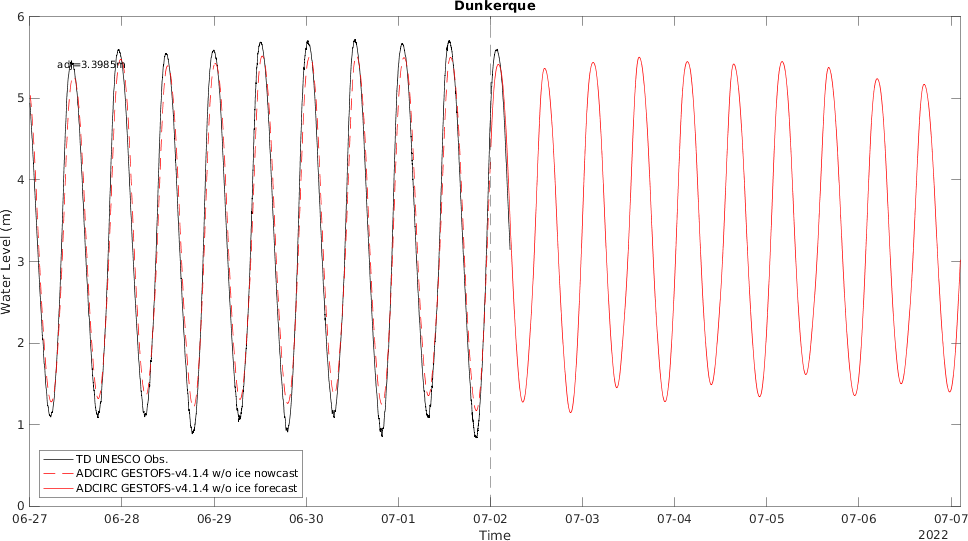 Dunkerque
6
5
4
3
2
1
0
Water Level (m)
adj=3.3985m
TD UNESCO Obs.
ADCIRC GESTOFS-v4.1.4 w/o ice nowcast
ADCIRC GESTOFS-v4.1.4 w/o ice forecast
06-27 06-28 06-29 06-30 07-01 07-02 07-03 07-04 07-05 07-06 07-07
Time
2022